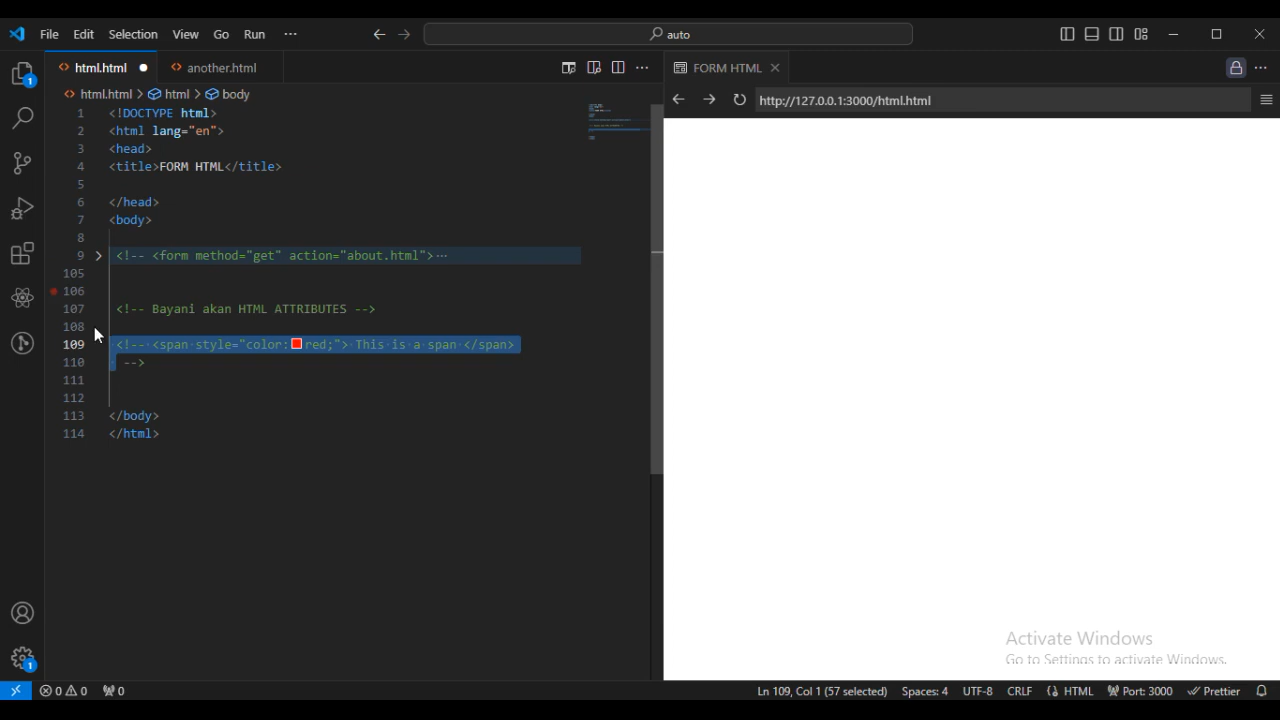 File Edit Selection View Go Run ···
auto
html.html
another.html
FORM HTML
html.html > html > body
http://127.0.0.1:3000/html.html
1 <!DOCTYPE html>
2 <html lang="en">
3 <head>
4 <title>FORM HTML</title>
5
6 </head>
7 <body>
8
9 <!-- <form method="get" action="about.html">···
105
106
107 <!-- Bayani akan HTML ATTRIBUTES -->
108
109 <!-- <span style="color:red;"> This is a span </span>
110 -->
111
112
113 </body>
114 </html>
1
1
Activate Windows
Go to Settings to activate Windows.
0 0 0 Ln 109, Col 1 (57 selected) Spaces: 4 UTF-8 CRLF HTML Port: 3000 Prettier